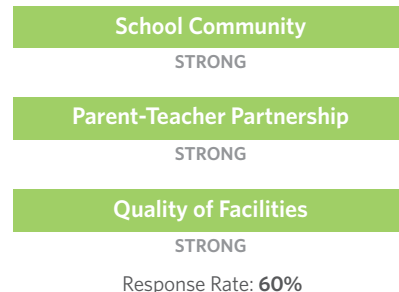 School Community
STRONG
Parent-Teacher Partnership
STRONG
Quality of Facilities
STRONG
Response Rate: 60%